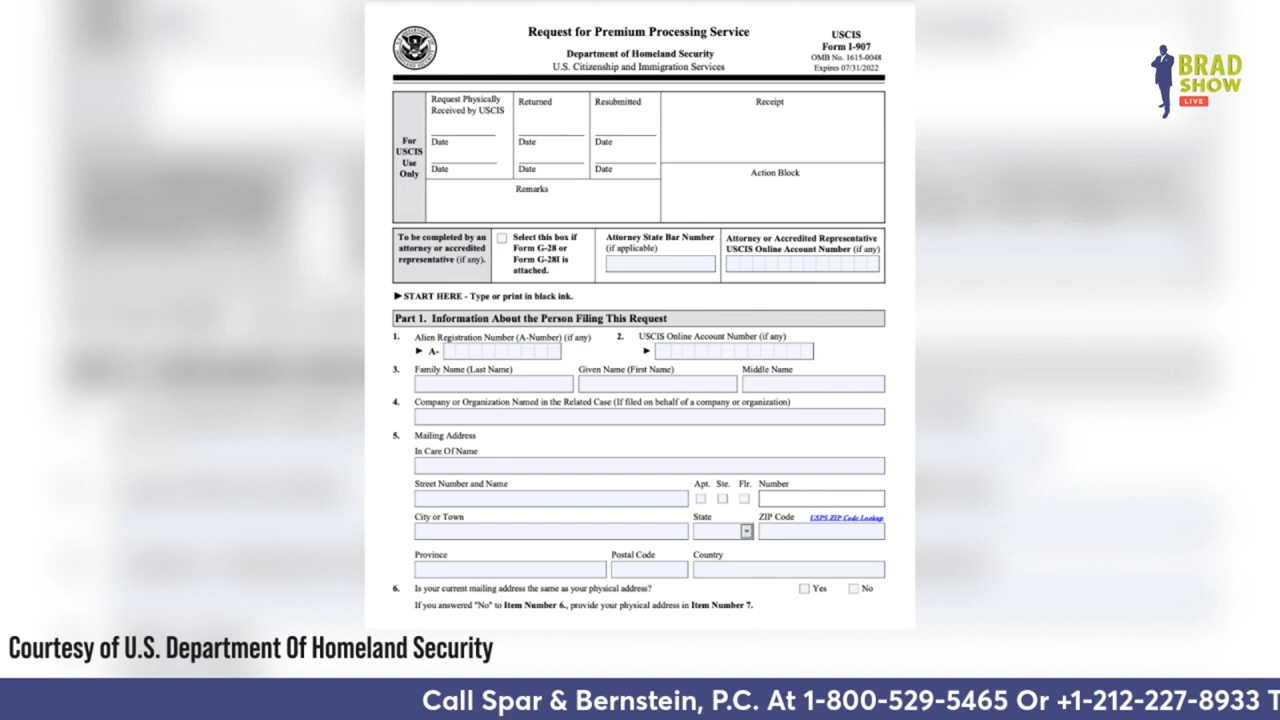 Request for Premium Processing Service
Department of Homeland Security
U.S. Citizenship and Immigration Services
USCIS
Form I-907
OMB No. 1615-0048
Expires 07/31/2022
BRAD
SHOW
LIVE
For
USCIS
Use
Only
Request Physically
Received by USCIS
Date
Date
Returned
Date
Date
Resubmitted
Date
Date
Receipt
Remarks
Action Block
To be completed by an
attorney or accredited
representative (if any).
Select this box if
Form G-28 or
Form G-28I is
attached.
Attorney State Bar Number
(if applicable)
Attorney or Accredited Representative
USCIS Online Account Number (if any)
►START HERE - Type or print in black ink.
Part 1. Information About the Person Filing This Request
1. Alien Registration Number (A-Number) (if any)
► A-
2. USCIS Online Account Number (if any)
►
3. Family Name (Last Name) Given Name (First Name) Middle Name
4. Company or Organization Named in the Related Case (If filed on behalf of a company or organization)
5. Mailing Address
In Care Of Name
Street Number and Name Apt. Ste. Flr. Number
City or Town State ZIP Code USPS ZIP Code Lookup
Province Postal Code Country
6. Is your current mailing address the same as your physical address? Yes No
If you answered "No" to Item Number 6., provide your physical address in Item Number 7.
Courtesy of U.S. Department Of Homeland Security
Call Spar & Bernstein, P.C. At 1-800-529-5465 Or +1-212-227-8933 T